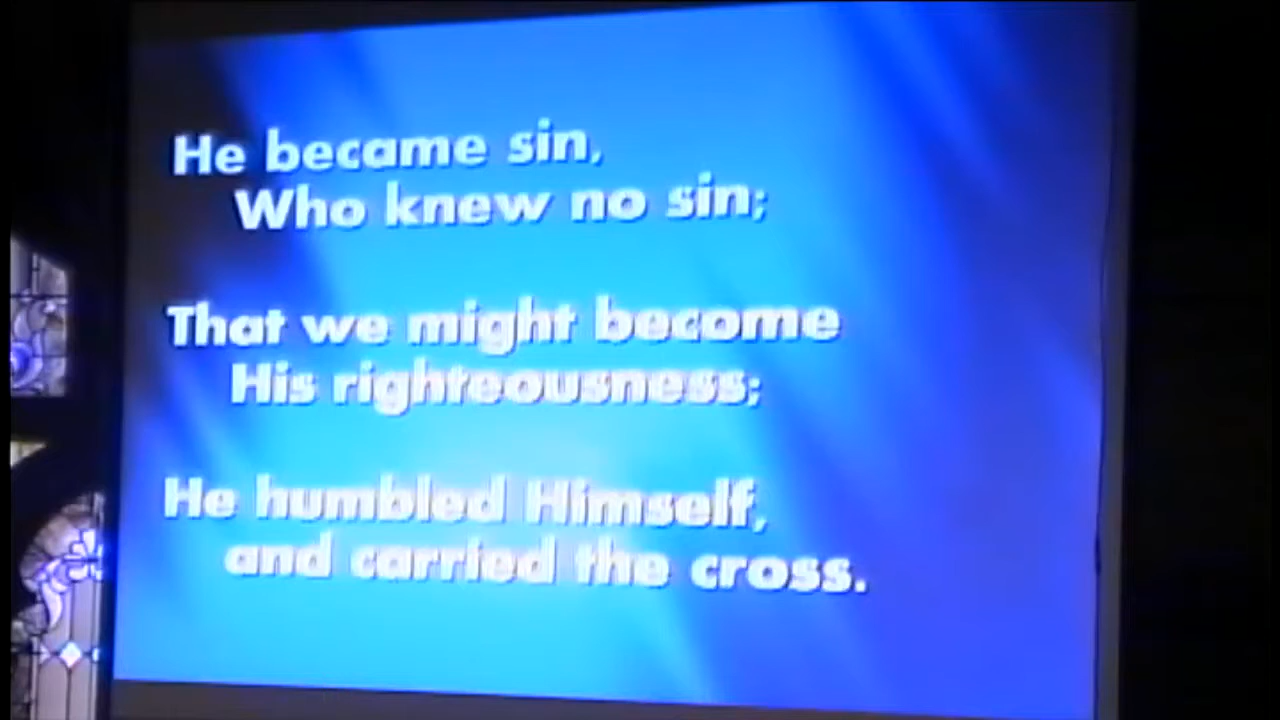 He became sin,
Who knew no sin;
That we might become
His righteousness;
He humbled Himself,
and carried the cross.